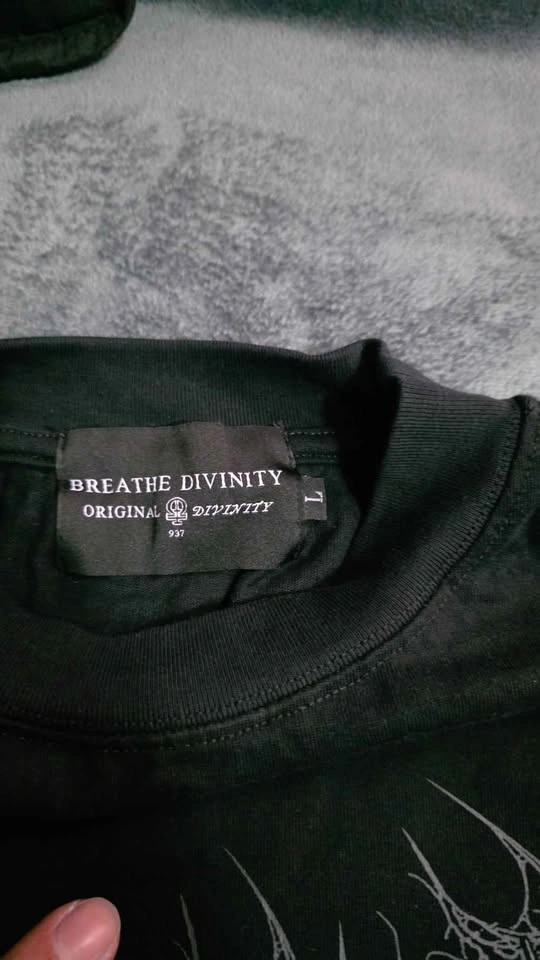 BREATHE DIVINITY
ORIGINAL DIVINITY
937
L